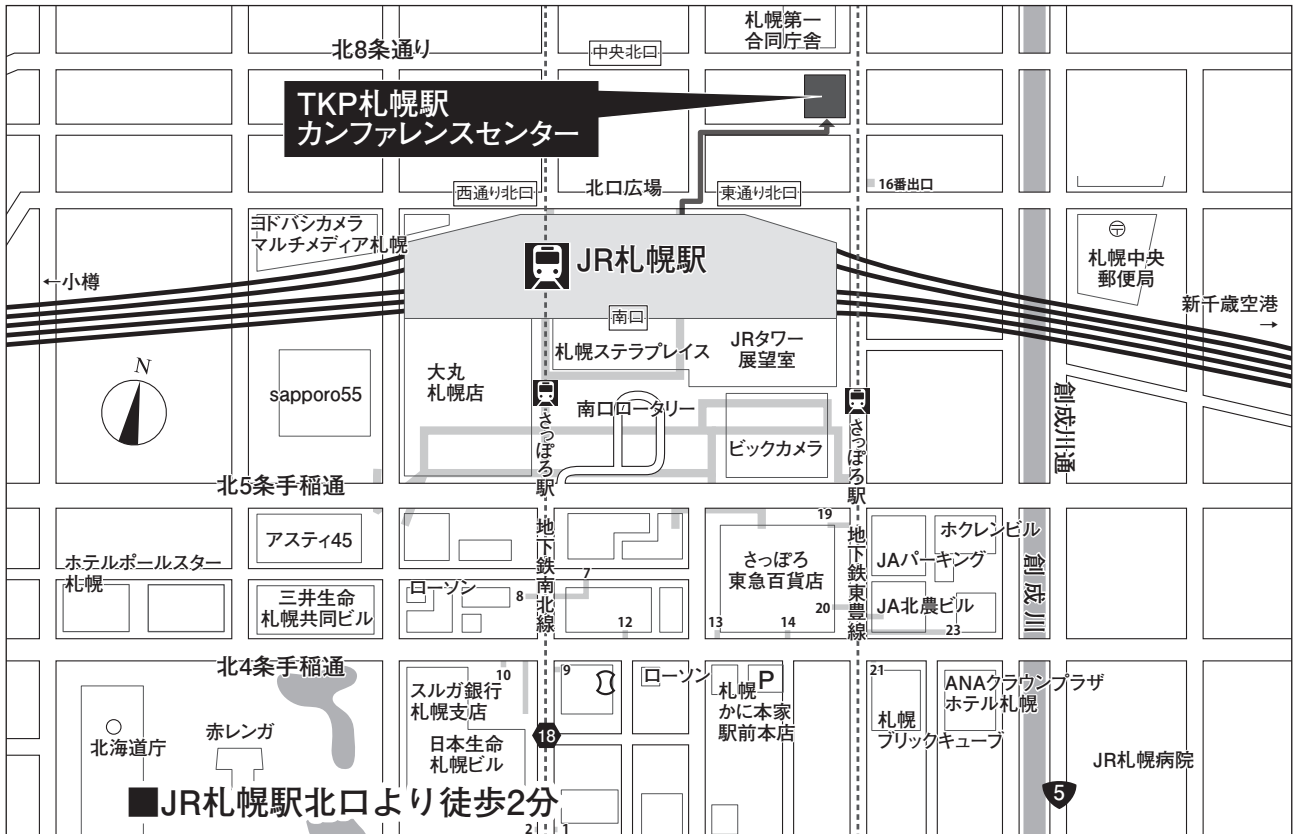 札幌第一
合同庁舎
北8条通り
中央北口
TKP札幌駅
カンファレンスセンター
16番出口
西通り北口
北口広場
東通り北口
ヨドバシカメラ
マルチメディア札幌
JR札幌駅
札幌中央
郵便局
←小樽
新千歳空港
→
南口
札幌ステラプレイス
JRタワー
展望室
N
sapporo55
大丸
札幌店
南口ロータリー
創成川通
さっぽろ駅
さっぽろ駅
ビックカメラ
北5条手稲通
19
アスティ45
地下鉄南北線
地下鉄東豊線
ホクレンビル
ホテルポールスター
札幌
さっぽろ
東急百貨店
JAパーキング
創成川
7
ローソン
8
三井生命
札幌共同ビル
20
JA北農ビル
12
13
14
23
北4条手稲通
10
9
ローソン
P
21
スルガ銀行
札幌支店
札幌
かに本家
駅前本店
ANAクラウンプラザ
ホテル札幌
札幌
ブリックキューブ
北海道庁
赤レンガ
日本生命
札幌ビル
18
JR札幌病院
5
■JR札幌駅北口より徒歩2分
2
1